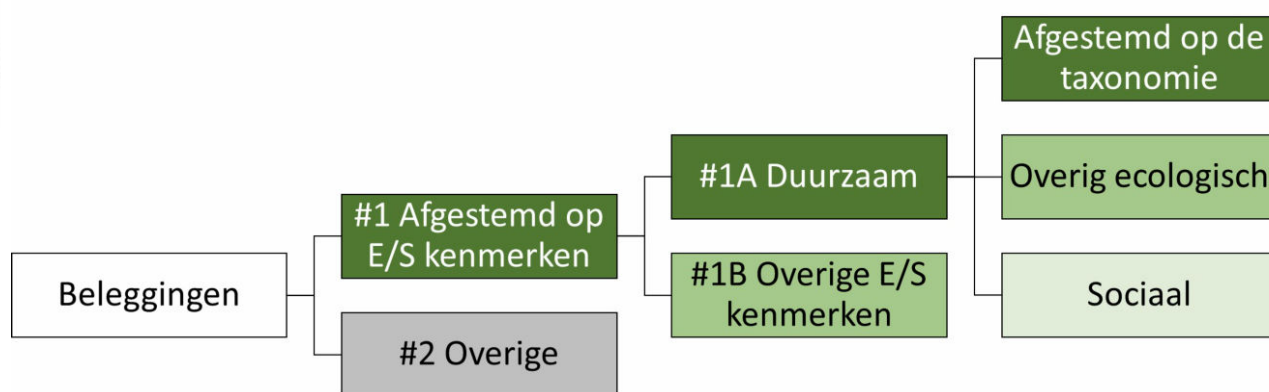 Beleggingen
#1 Afgestemd op
E/S kenmerken
#2 Overige
#1A Duurzaam
#1B Overige E/S
kenmerken
Afgestemd op de
taxonomie
Overig ecologisch
Sociaal